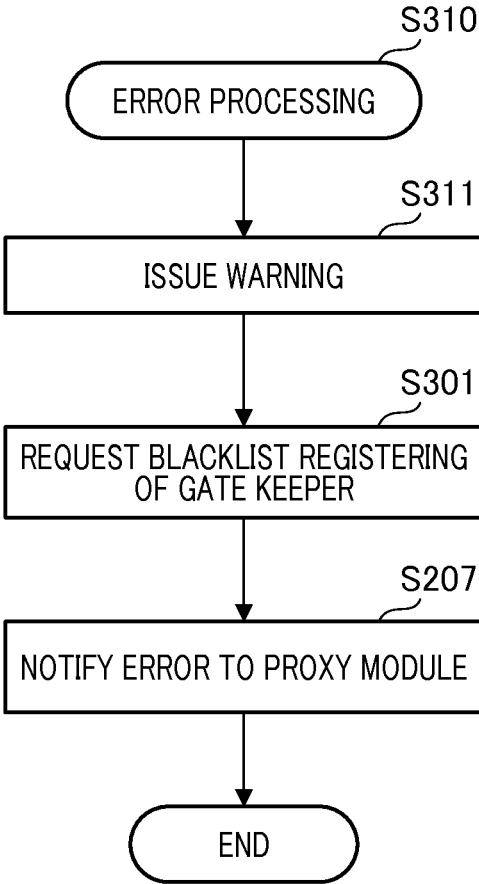 S310
ERROR PROCESSING
S311
ISSUE WARNING
S301
REQUEST BLACKLIST REGISTERING
OF GATE KEEPER
S207
NOTIFY ERROR TO PROXY MODULE
END